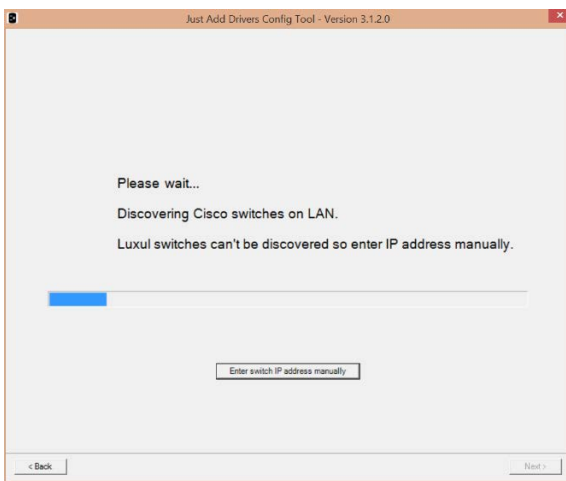 Just Add Drivers Config Tool - Version 3.1.2.0
Please wait...
Discovering Cisco switches on LAN.
Luxul switches can't be discovered so enter IP address manually.
Enter switch IP address manually
< Back
Next >